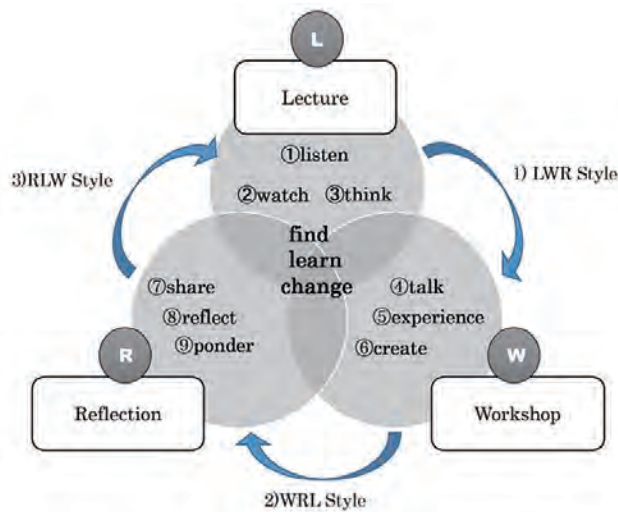 L
Lecture
①listen
②watch ③think
3)RLW Style
1) LWR Style
find
learn
change
⑦share
⑧reflect
⑨ponder
④talk
⑤experience
⑥create
R
Reflection
W
Workshop
2)WRL Style